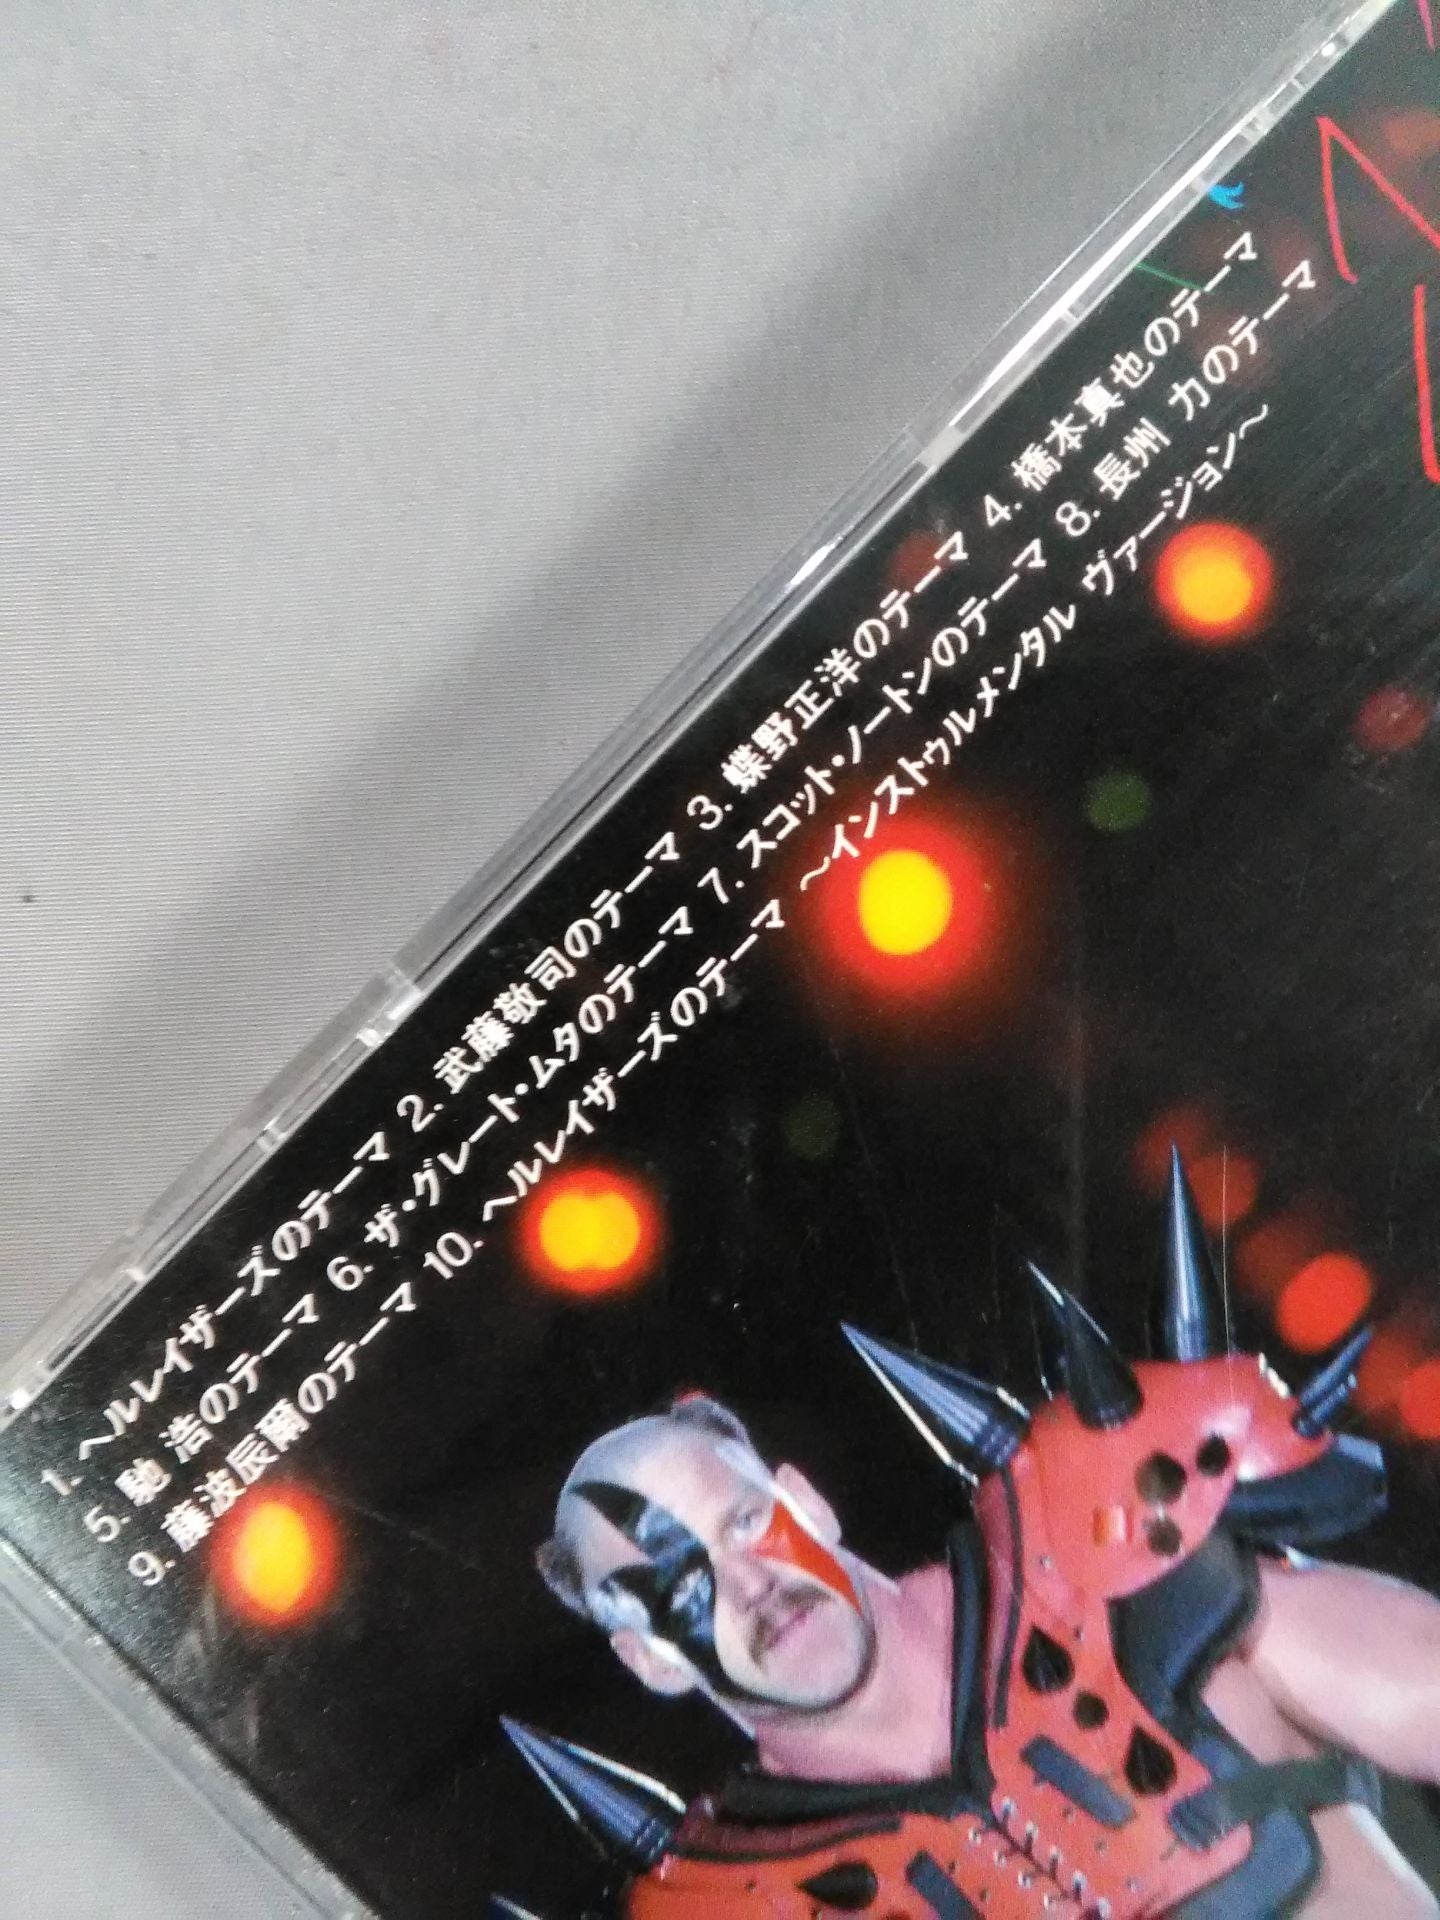 1. ヘルレイザーズのテーマ 2. 武藤敬司のテーマ 3. 蝶野正洋のテーマ 4. 橋本真也のテーマ
5. 馳 浩のテーマ 6. ザ・グレート・ムタのテーマ 7. スコット・ノートンのテーマ 8. 長州 力のテーマ
9. 藤波辰爾のテーマ 10. ヘルレイザーズのテーマ 〜インストゥルメンタル ヴァージョン〜